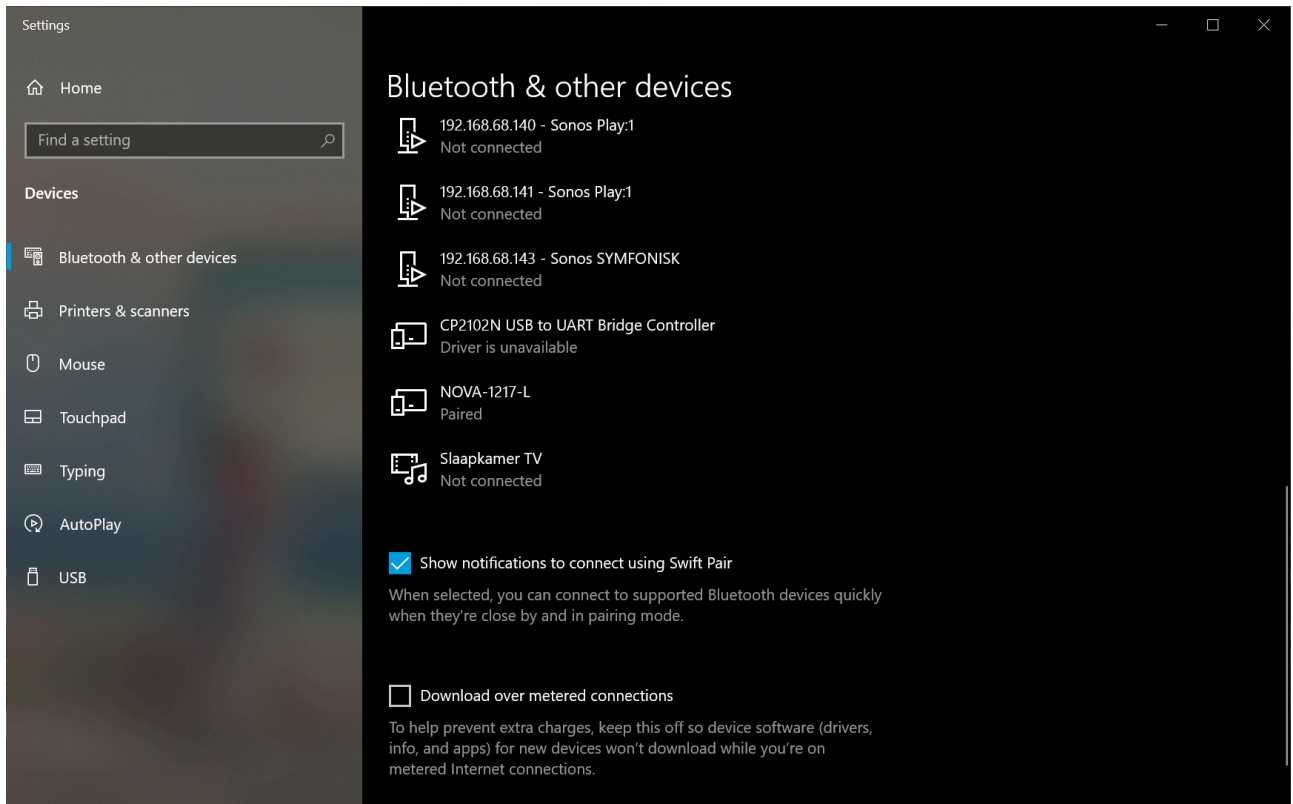 Settings
Home
Find a setting
Devices
Bluetooth & other devices
Printers & scanners
Mouse
Touchpad
Typing
AutoPlay
USB
Bluetooth & other devices
192.168.68.140 - Sonos Play:1
Not connected
192.168.68.141 - Sonos Play:1
Not connected
192.168.68.143 - Sonos SYMFONISK
Not connected
CP2102N USB to UART Bridge Controller
Driver is unavailable
NOVA-1217-L
Paired
Slaapkamer TV
Not connected
Show notifications to connect using Swift Pair
When selected, you can connect to supported Bluetooth devices quickly
when they're close by and in pairing mode.
Download over metered connections
To help prevent extra charges, keep this off so device software (drivers,
info, and apps) for new devices won’t download while you’re on
metered Internet connections.